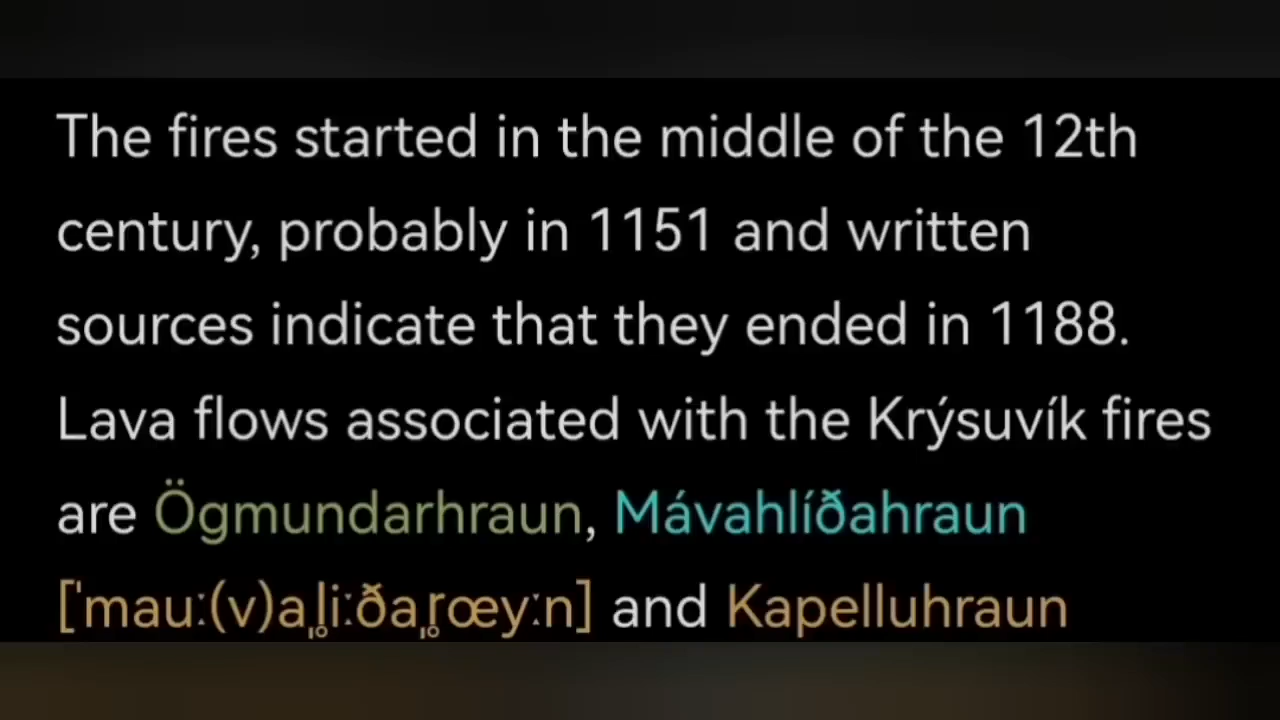 The fires started in the middle of the 12th
century, probably in 1151 and written
sources indicate that they ended in 1188.
Lava flows associated with the Krýsuvík fires
are Ögmundarhraun, Mávahlíðahraun
[ˈmauː(v)aˌl̥iːðaˌr̥œyːn] and Kapelluhraun